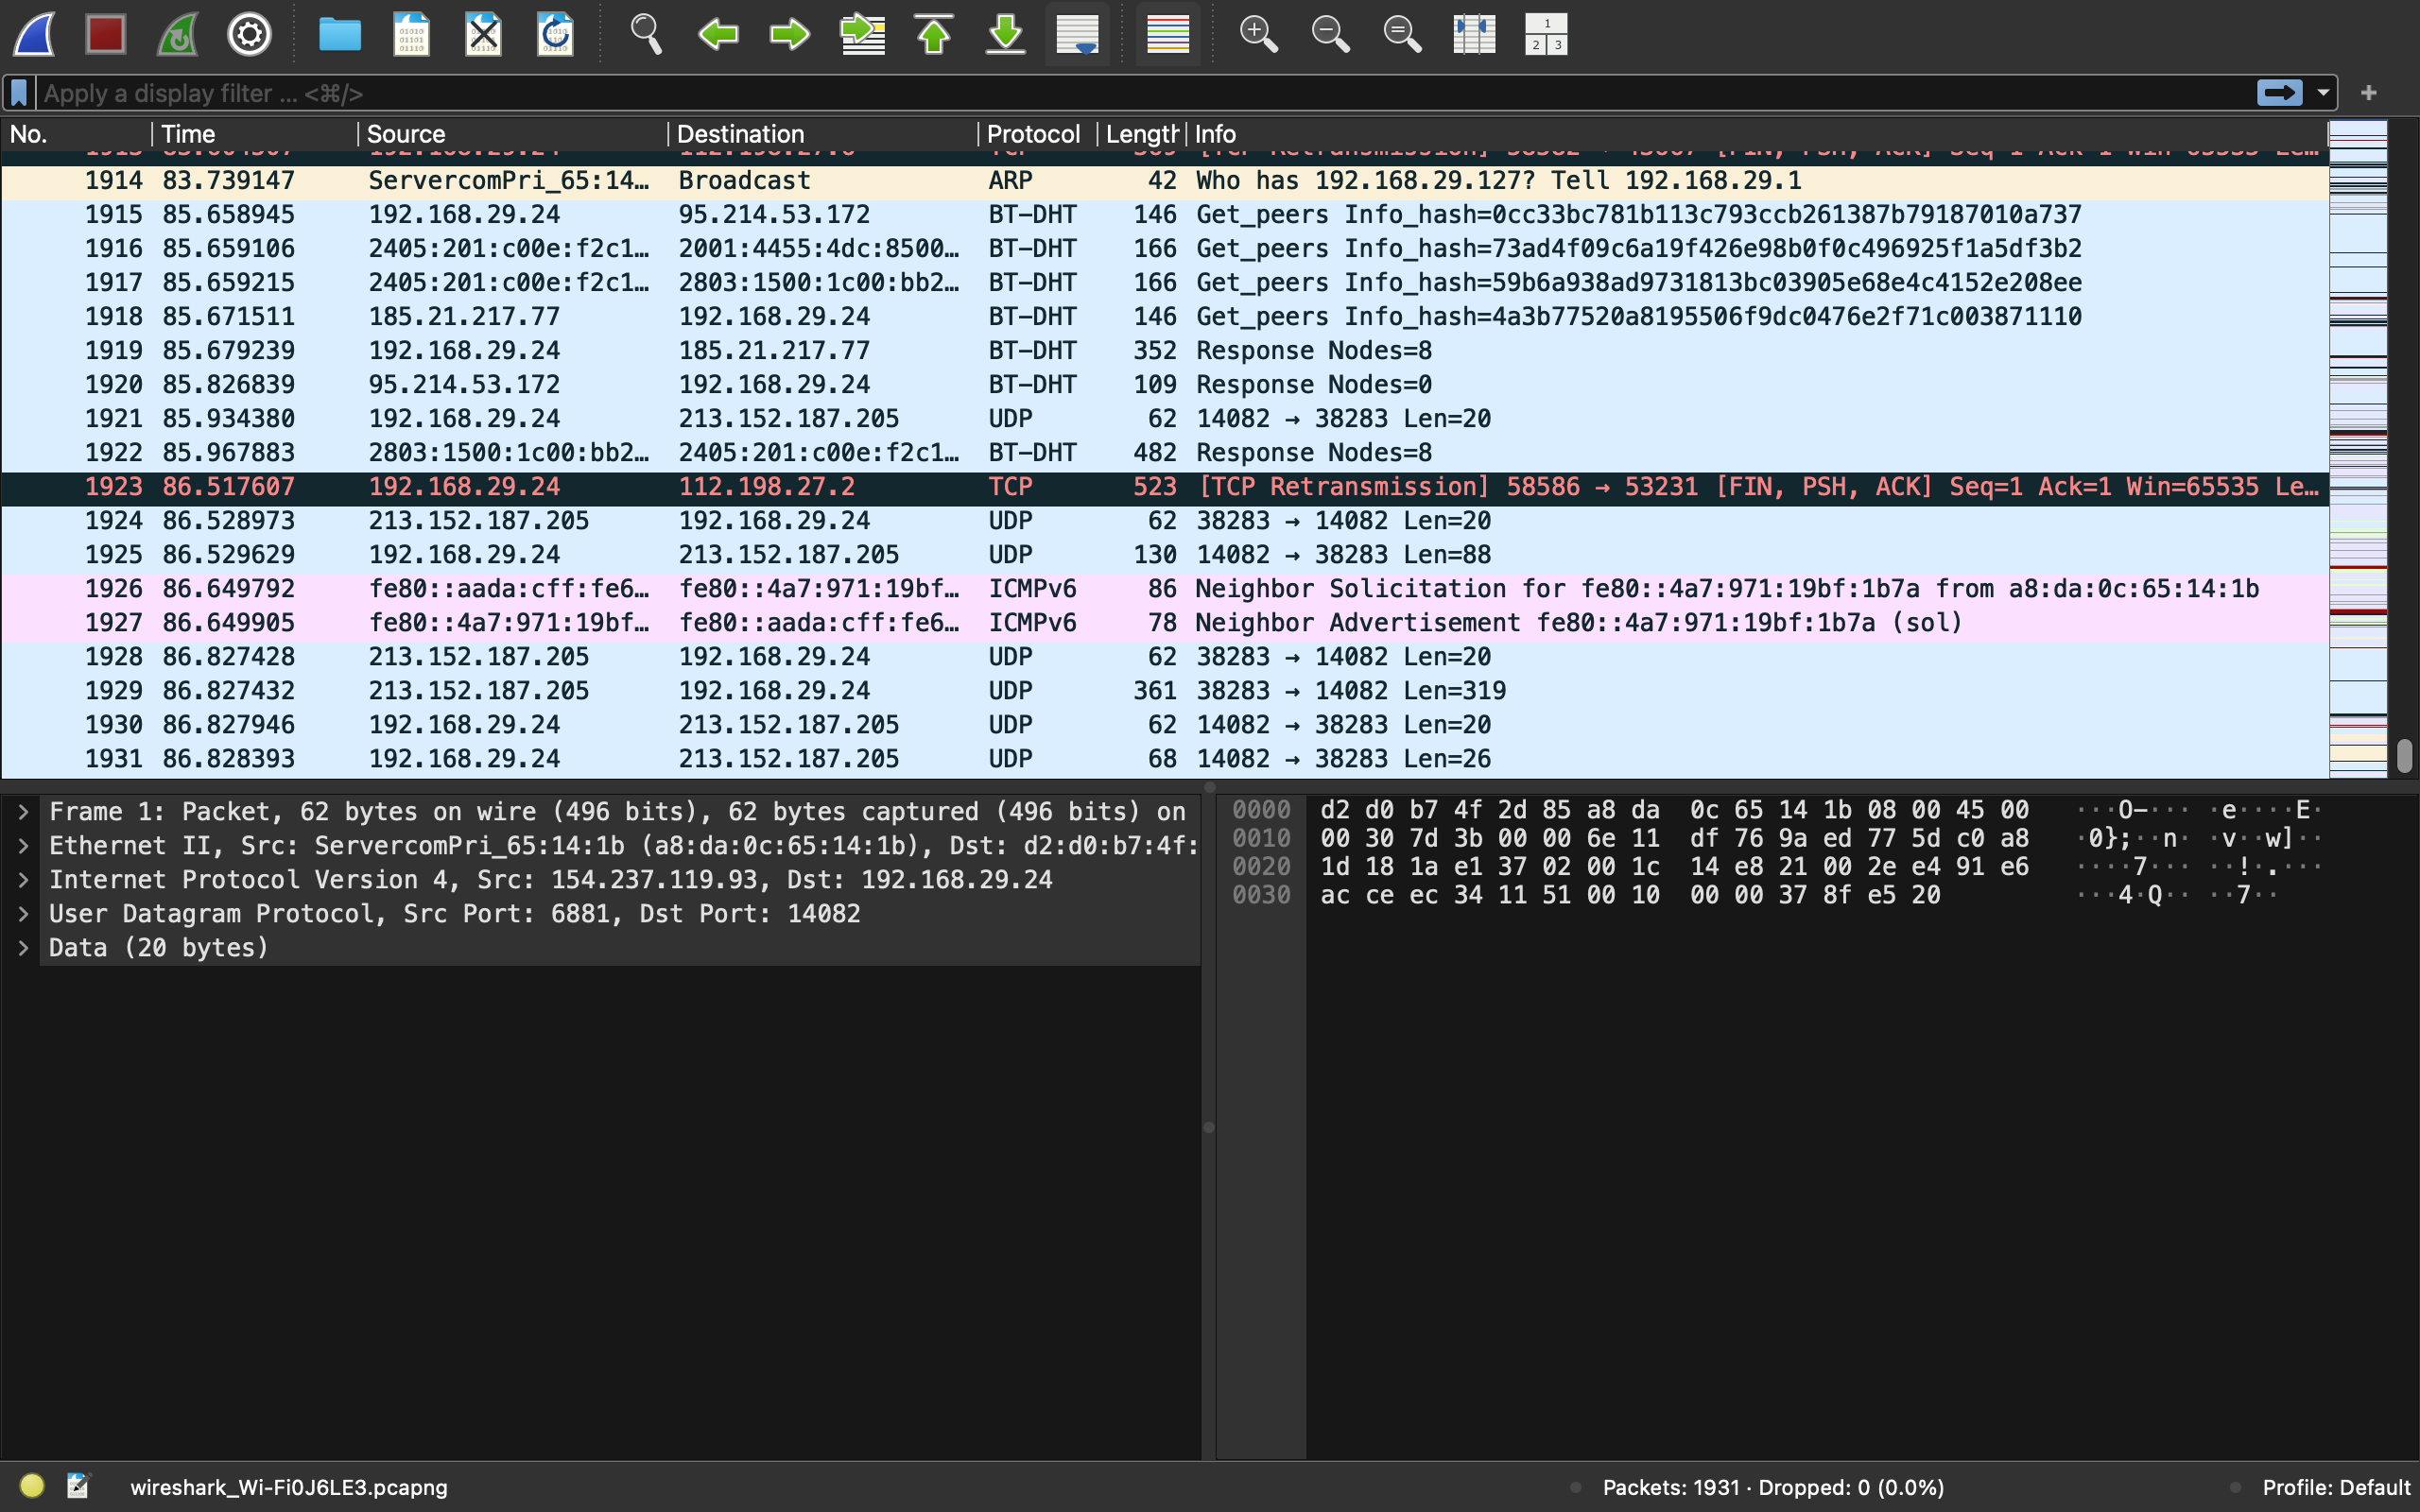 1
2 3
Apply a display filter ... <⌘/>
No. Time Source Destination Protocol Length Info
1914 83.739147 ServercomPri_65:14… Broadcast ARP 42 Who has 192.168.29.127? Tell 192.168.29.1
1915 85.658945 192.168.29.24 95.214.53.172 BT-DHT 146 Get_peers Info_hash=0cc33bc781b113c793ccb261387b79187010a737
1916 85.659106 2405:201:c00e:f2c1… 2001:4455:4dc:8500… BT-DHT 166 Get_peers Info_hash=73ad4f09c6a19f426e98b0f0c496925f1a5df3b2
1917 85.659215 2405:201:c00e:f2c1… 2803:1500:1c00:bb2… BT-DHT 166 Get_peers Info_hash=59b6a938ad9731813bc03905e68e4c4152e208ee
1918 85.671511 185.21.217.77 192.168.29.24 BT-DHT 146 Get_peers Info_hash=4a3b77520a8195506f9dc0476e2f71c003871110
1919 85.679239 192.168.29.24 185.21.217.77 BT-DHT 352 Response Nodes=8
1920 85.826839 95.214.53.172 192.168.29.24 BT-DHT 109 Response Nodes=0
1921 85.934380 192.168.29.24 213.152.187.205 UDP 62 14082 → 38283 Len=20
1922 85.967883 2803:1500:1c00:bb2… 2405:201:c00e:f2c1… BT-DHT 482 Response Nodes=8
1923 86.517607 192.168.29.24 112.198.27.2 TCP 523 [TCP Retransmission] 58586 → 53231 [FIN, PSH, ACK] Seq=1 Ack=1 Win=65535 Le…
1924 86.528973 213.152.187.205 192.168.29.24 UDP 62 38283 → 14082 Len=20
1925 86.529629 192.168.29.24 213.152.187.205 UDP 130 14082 → 38283 Len=88
1926 86.649792 fe80::aada:cff:fe6… fe80::4a7:971:19bf… ICMPv6 86 Neighbor Solicitation for fe80::4a7:971:19bf:1b7a from a8:da:0c:65:14:1b
1927 86.649905 fe80::4a7:971:19bf… fe80::aada:cff:fe6… ICMPv6 78 Neighbor Advertisement fe80::4a7:971:19bf:1b7a (sol)
1928 86.827428 213.152.187.205 192.168.29.24 UDP 62 38283 → 14082 Len=20
1929 86.827432 213.152.187.205 192.168.29.24 UDP 361 38283 → 14082 Len=319
1930 86.827946 192.168.29.24 213.152.187.205 UDP 62 14082 → 38283 Len=20
1931 86.828393 192.168.29.24 213.152.187.205 UDP 68 14082 → 38283 Len=26
Frame 1: Packet, 62 bytes on wire (496 bits), 62 bytes captured (496 bits) on
Ethernet II, Src: ServercomPri_65:14:1b (a8:da:0c:65:14:1b), Dst: d2:d0:b7:4f:
Internet Protocol Version 4, Src: 154.237.119.93, Dst: 192.168.29.24
User Datagram Protocol, Src Port: 6881, Dst Port: 14082
Data (20 bytes)
0000 d2 d0 b7 4f 2d 85 a8 da 0c 65 14 1b 08 00 45 00 ···O-··· ·e····E·
0010 00 30 7d 3b 00 00 6e 11 df 76 9a ed 77 5d c0 a8 ·0};··n· ·v··w]··
0020 1d 18 1a e1 37 02 00 1c 14 e8 21 00 2e e4 91 e6 ····7··· ··!·.···
0030 ac ce ec 34 11 51 00 10 00 00 37 8f e5 20 ···4·Q·· ··7··
wireshark_Wi-Fi0J6LE3.pcapng
Packets: 1931 · Dropped: 0 (0.0%)
Profile: Default